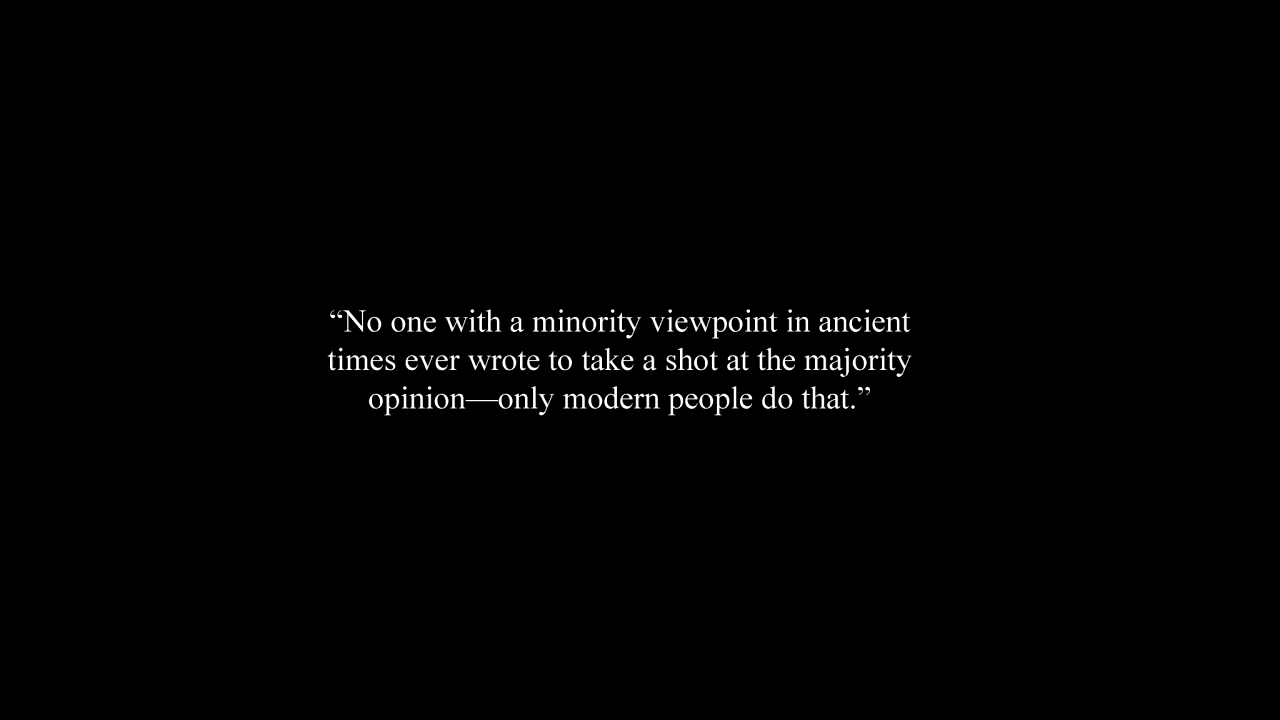 “No one with a minority viewpoint in ancient
times ever wrote to take a shot at the majority
opinion—only modern people do that.”